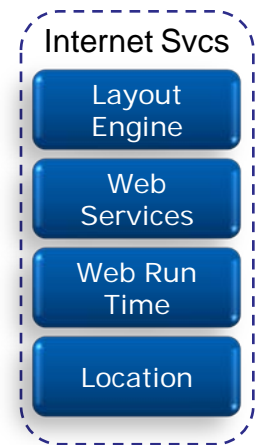 Internet Svcs
Layout
Engine
Web
Services
Web Run
Time
Location